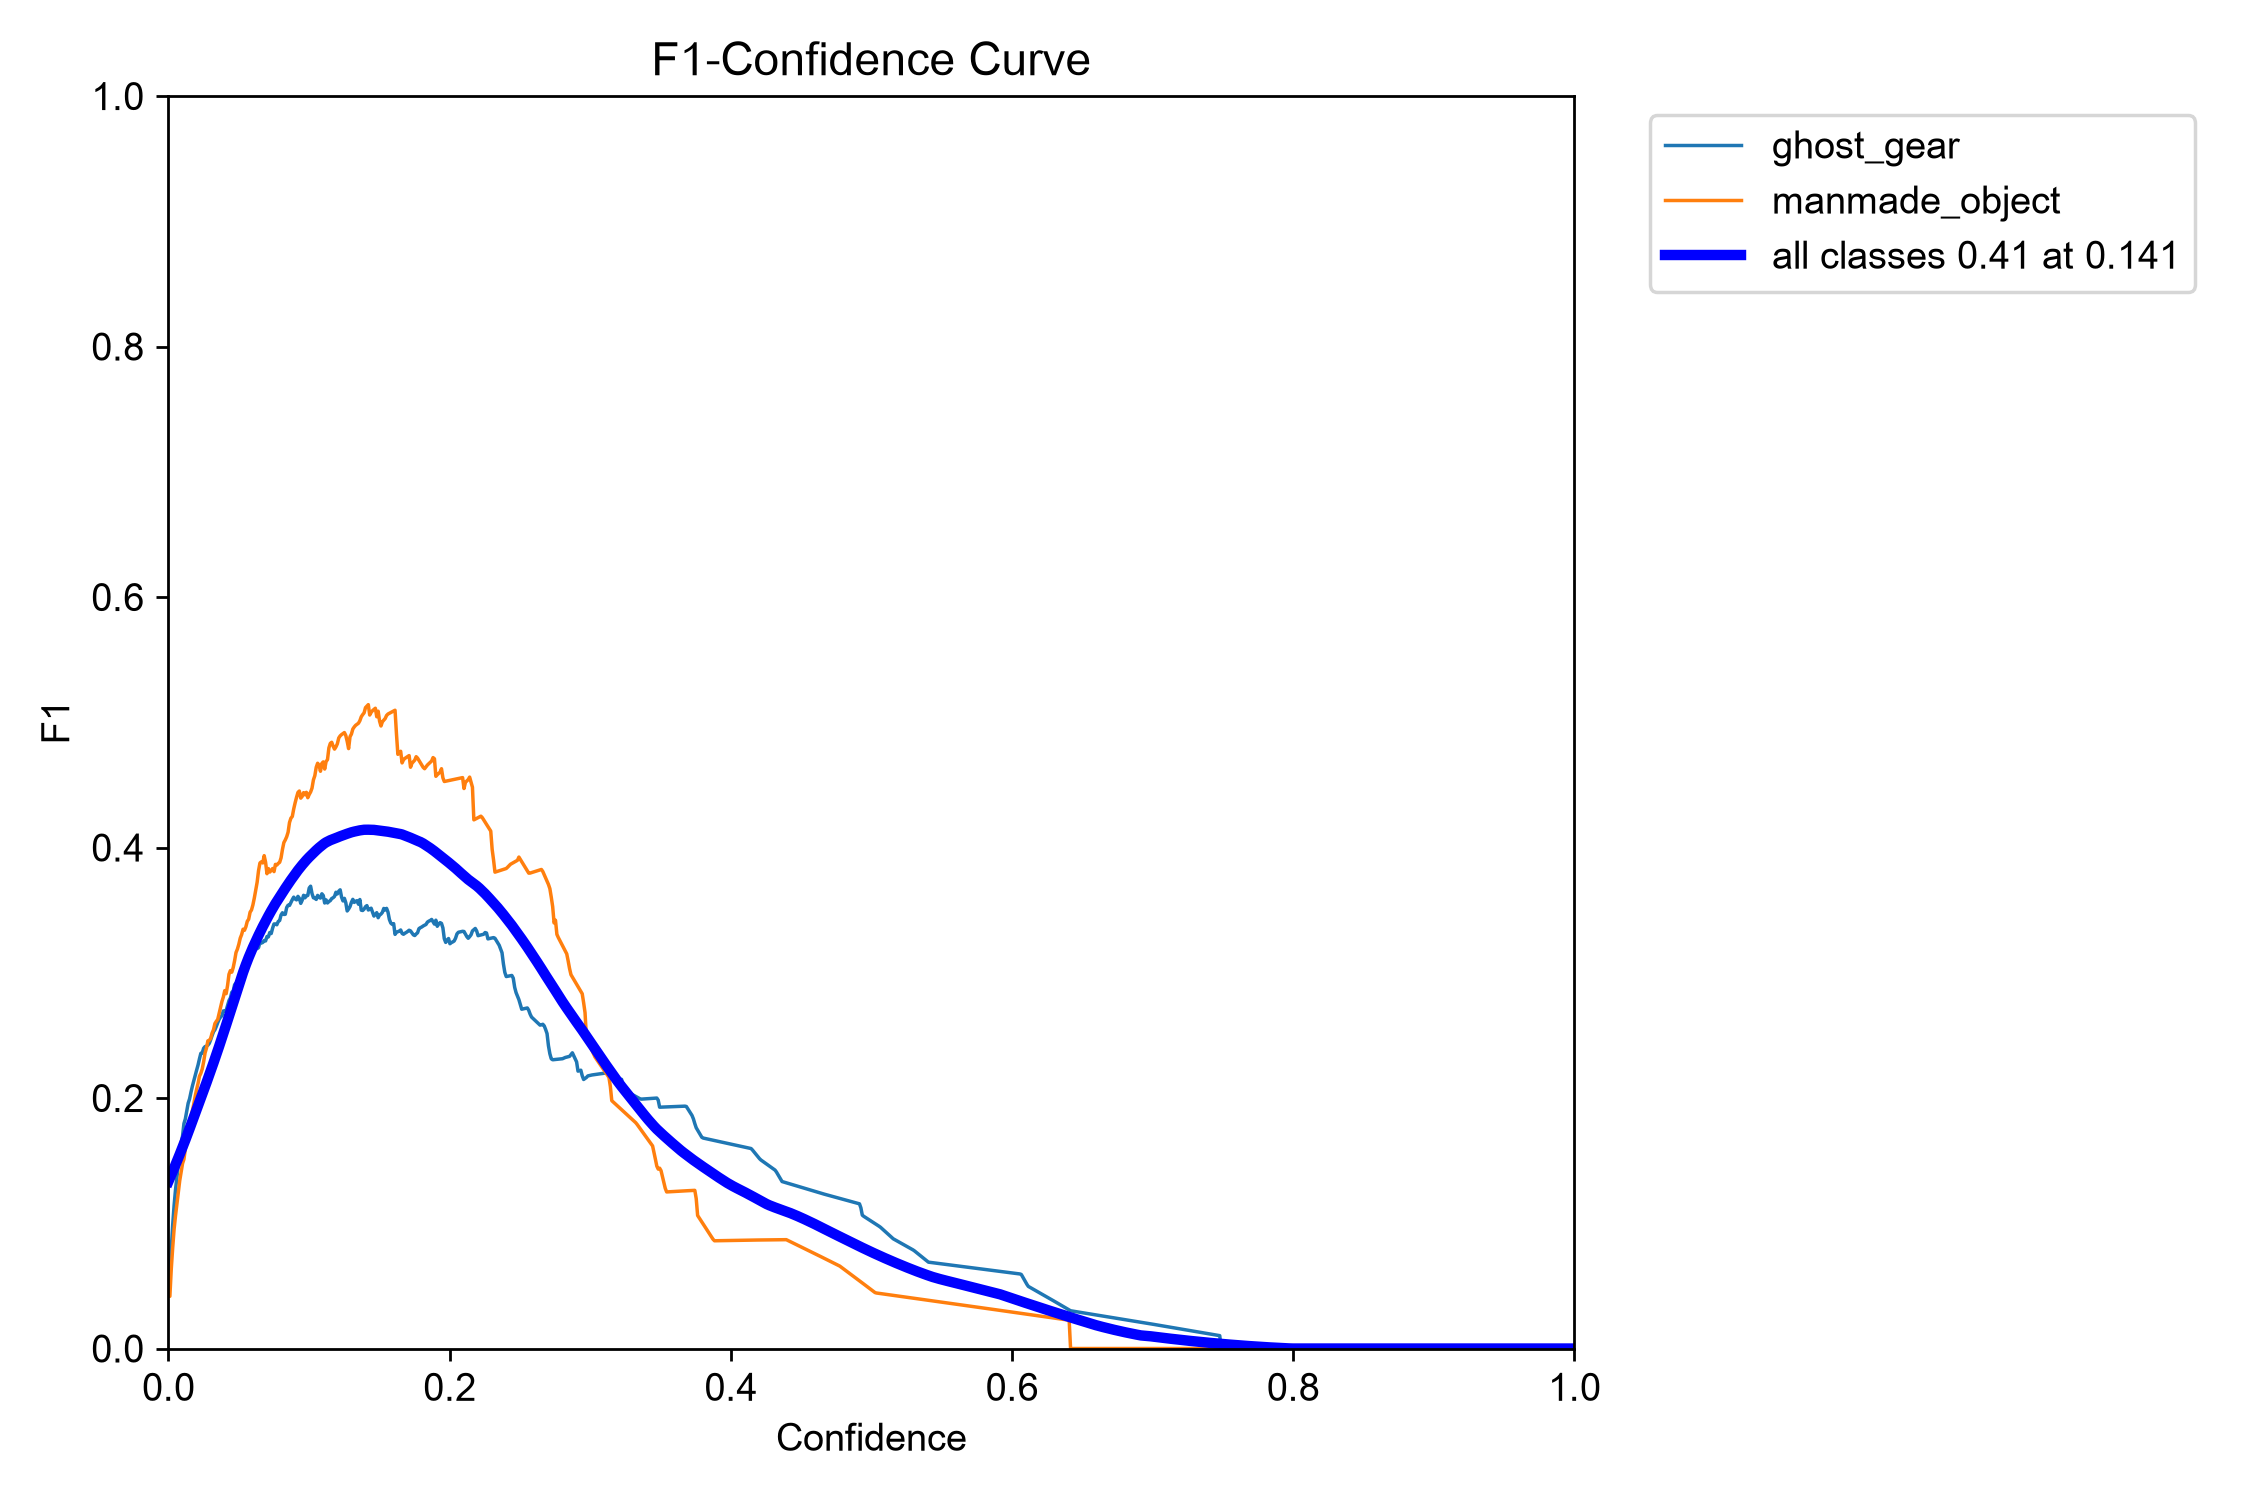 F1-Confidence Curve
1.0
0.8
0.6
0.4
0.2
0.0
F1
0.0 0.2 0.4 0.6 0.8 1.0
Confidence
ghost_gear
manmade_object
all classes 0.41 at 0.141